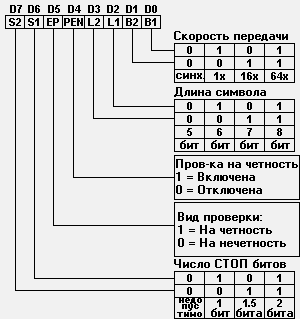 D7 D6 D5 D4 D3 D2 D1 D0
S2 S1 EP PEN L2 L1 B2 B1
Скорость передачи
0 1 0 1
0 0 1 1
синх. 1x 16x 64x
Длина символа
0 1 0 1
0 0 1 1
5 6 7 8
бит бит бит бит
Пров-ка на четность
1 = Включена
0 = Отключена
Вид проверки:
1 = На четность
0 = На нечетность
Число СТОП битов
0 1 0 1
0 0 1 1
недо 1 1.5 2
пос бит бита бита
тимо